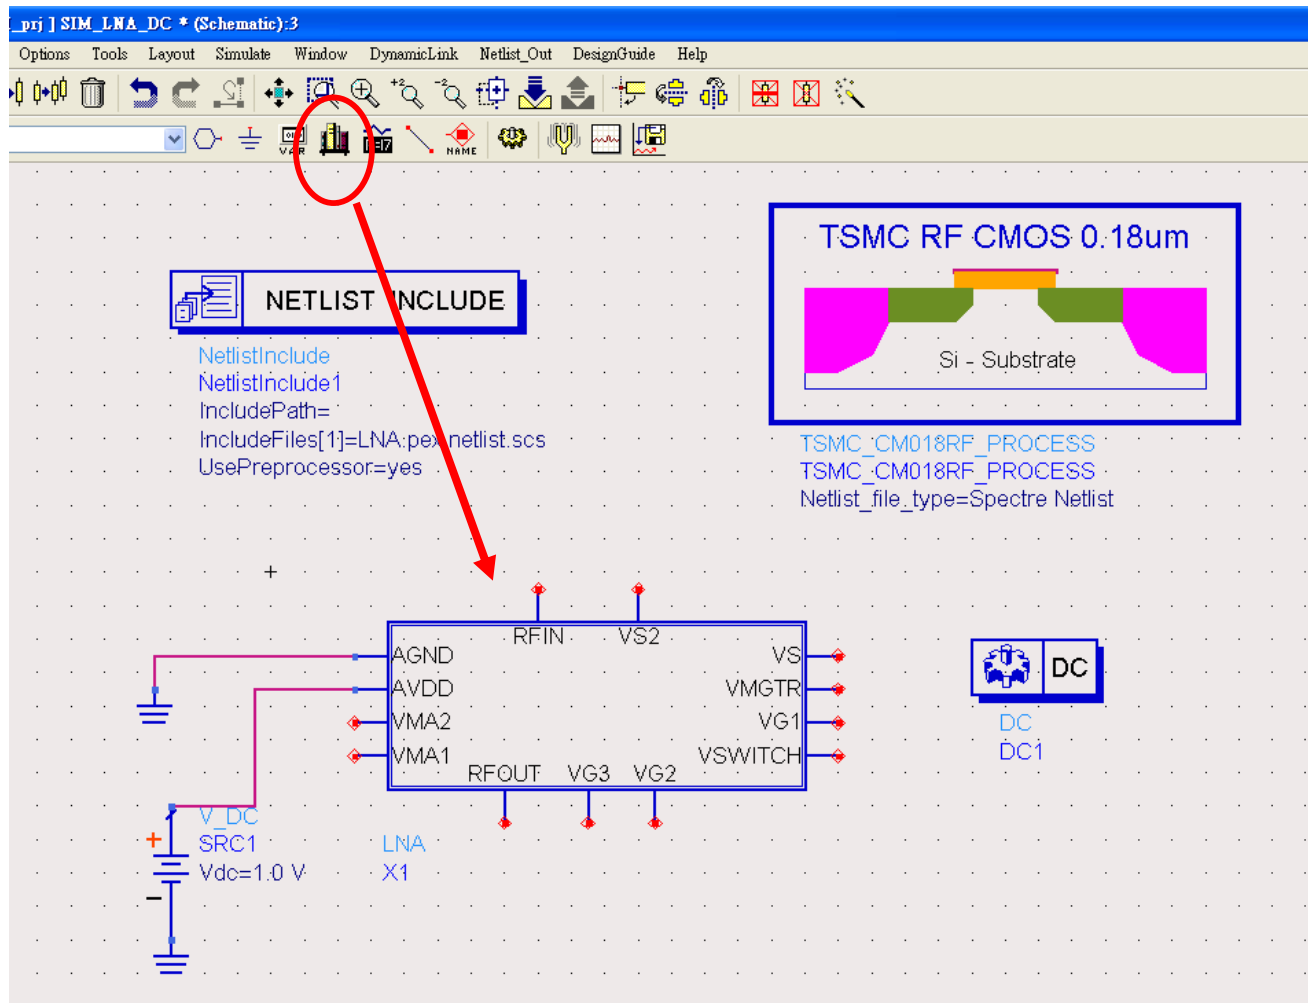 _prj ] SIM_LNA_DC * (Schematic):3
Options Tools Layout Simulate Window DynamicLink Netlist_Out DesignGuide Help
+2 -2
VAR NAME
TSMC RF CMOS 0.18um
NETLIST INCLUDE
Si - Substrate
NetlistInclude
NetlistInclude1
IncludePath=
IncludeFiles[1]=LNA.pex.netlist.scs
UsePreprocessor=yes
TSMC_CM018RF_PROCESS
TSMC_CM018RF_PROCESS
Netlist_file_type=Spectre Netlist
RFIN VS2
AGND VS
AVDD VMGTR
VMA2 VG1
VMA1 VSWITCH
RFOUT VG3 VG2
DC
DC
DC1
V_DC
+ SRC1
Vdc=1.0 V
−
LNA
X1